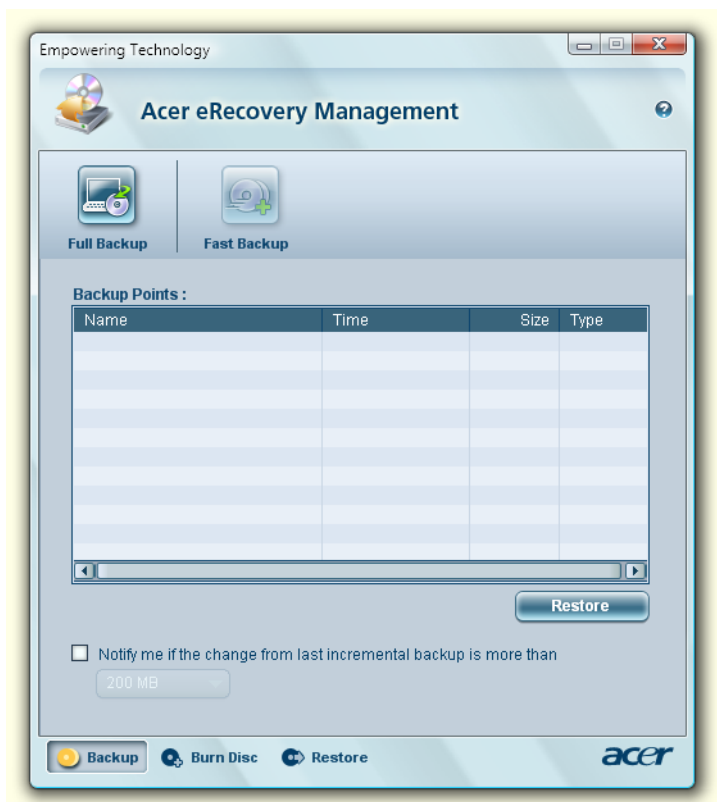 Empowering Technology
Acer eRecovery Management
Full Backup
Fast Backup
Backup Points :
Name Time Size Type
Restore
Notify me if the change from last incremental backup is more than
200 MB
Backup Burn Disc Restore acer